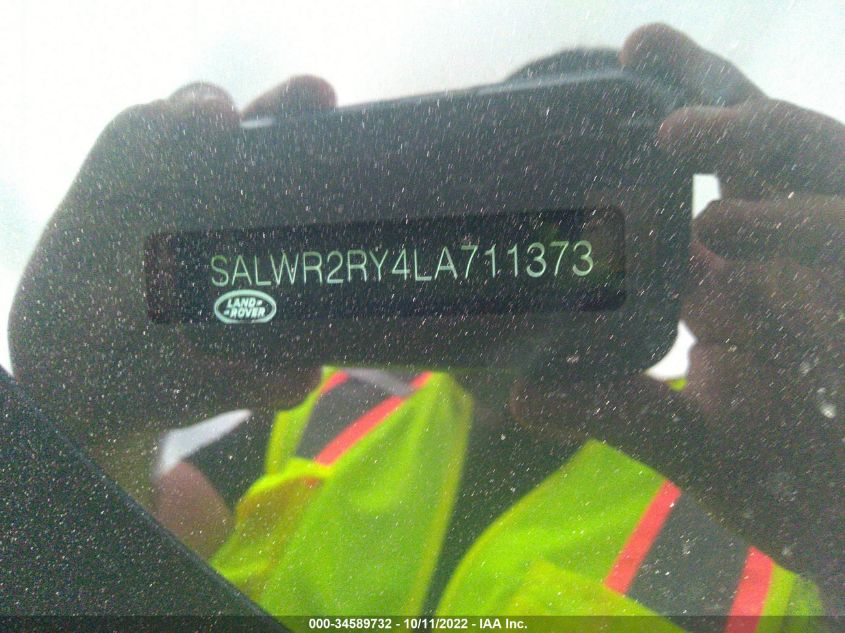 SALWR2RY4LA711373
LAND-
-ROVER
000-34589732 - 10/11/2022 - IAA Inc.